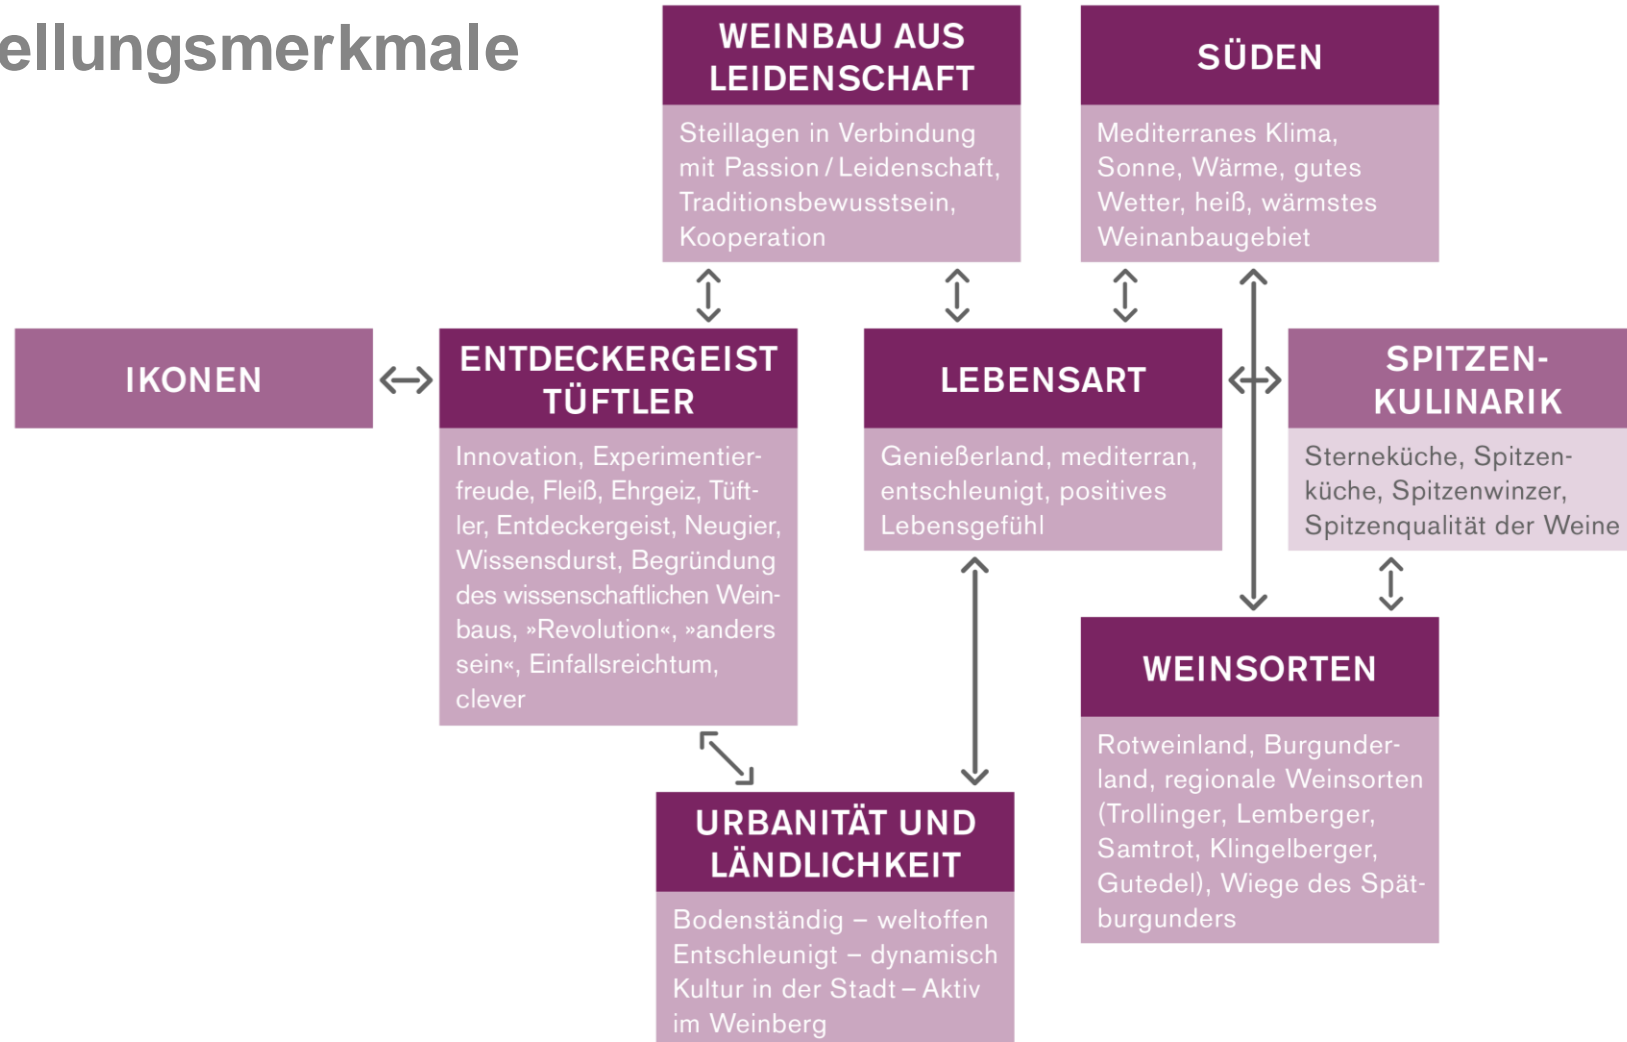 ellungsmerkmale
WEINBAU AUS
LEIDENSCHAFT
Steillagen in Verbindung
mit Passion / Leidenschaft,
Traditionsbewusstsein,
Kooperation
SÜDEN
Mediterranes Klima,
Sonne, Wärme, gutes
Wetter, heiß, wärmstes
Weinanbaugebiet
IKONEN
ENTDECKERGEIST
TÜFTLER
Innovation, Experimentier-
freude, Fleiß, Ehrgeiz, Tüft-
ler, Entdeckergeist, Neugier,
Wissensdurst, Begründung
des wissenschaftlichen Wein-
baus, »Revolution«, »anders
sein«, Einfallsreichtum,
clever
LEBENSART
Genießerland, mediterran,
entschleunigt, positives
Lebensgefühl
SPITZEN-
KULINARIK
Sterneküche, Spitzen-
küche, Spitzenwinzer,
Spitzenqualität der Weine
WEINSORTEN
Rotweinland, Burgunder-
land, regionale Weinsorten
(Trollinger, Lemberger,
Samtrot, Klingelberger,
Gutedel), Wiege des Spät-
burgunders
URBANITÄT UND
LÄNDLICHKEIT
Bodenständig – weltoffen
Entschleunigt – dynamisch
Kultur in der Stadt – Aktiv
im Weinberg